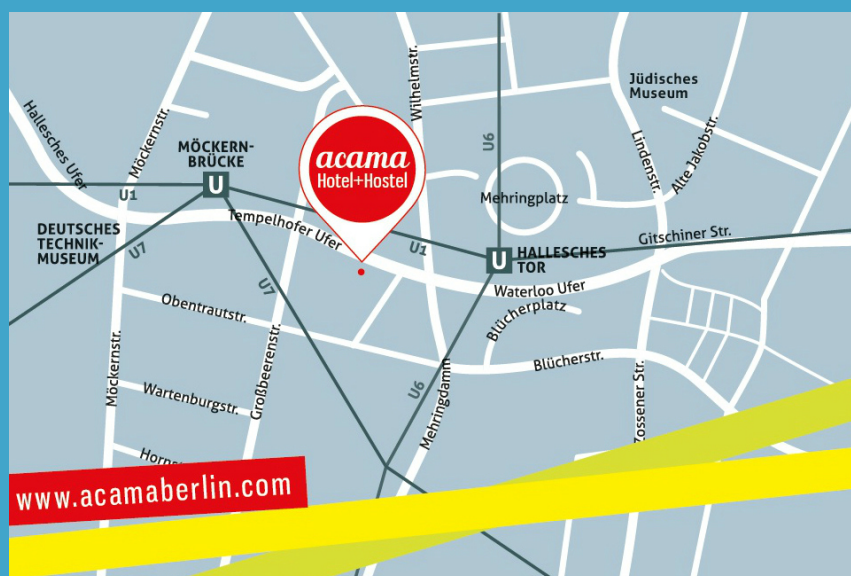 Hallesches Ufer
Möckernstr.
MÖCKERN-
BRÜCKE
U
U1
DEUTSCHES
TECHNIK-
MUSEUM
U7
acama
Hotel+Hostel
Wilhelmstr.
U6
Jüdisches
Museum
Lindenstr.
Alte Jakobstr.
Mehringplatz
Tempelhofer Ufer
U1
U
HALLESCHES
TOR
Gitschiner Str.
Waterloo Ufer
Blücherplatz
U7
Obentrautstr.
Großbeerenstr.
Möckernstr.
Wartenburgstr.
U6
Mehringdamm
Blücherstr.
Zossener Str.
www.acamaberlin.com